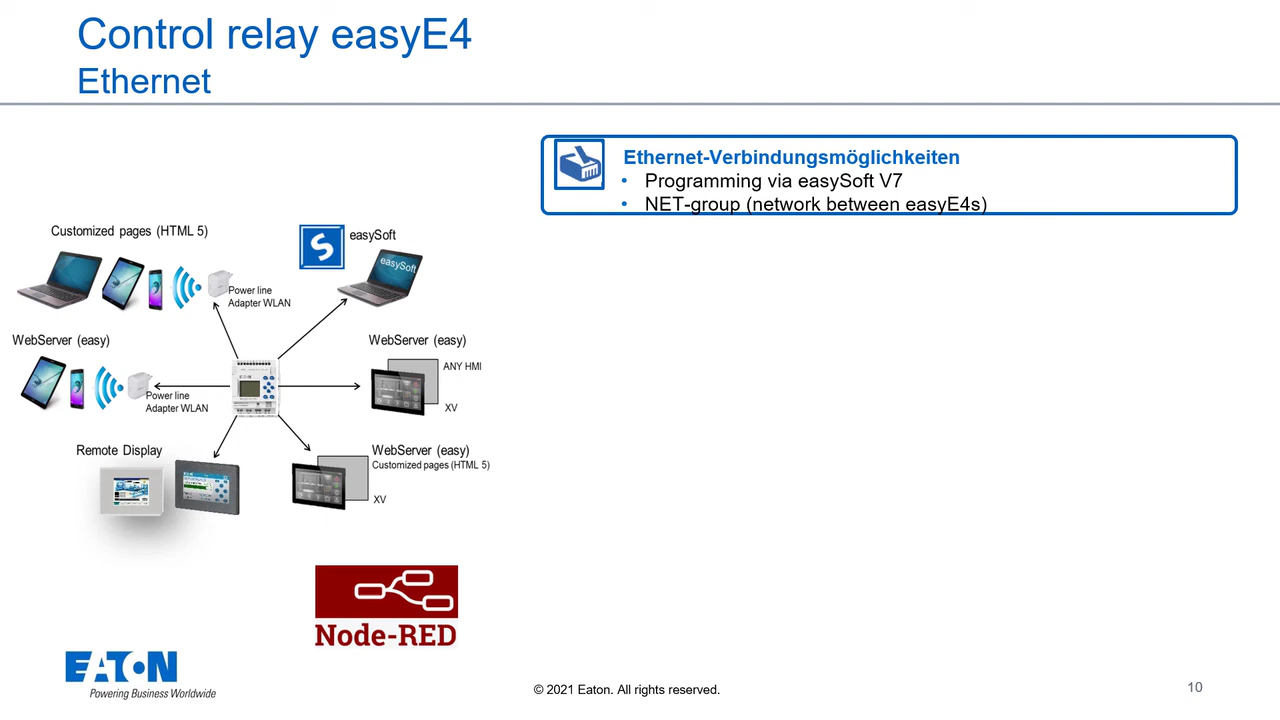 Control relay easyE4
Ethernet
Ethernet-Verbindungsmöglichkeiten
• Programming via easySoft V7
• NET-group (network between easyE4s)
Customized pages (HTML 5)
easySoft
easySoft
Power line
Adapter WLAN
WebServer (easy)
WebServer (easy)
ANY HMI
XV
Power line
Adapter WLAN
Remote Display
WebServer (easy)
Customized pages (HTML 5)
XV
Node-RED
EATON
Powering Business Worldwide
© 2021 Eaton. All rights reserved.
10